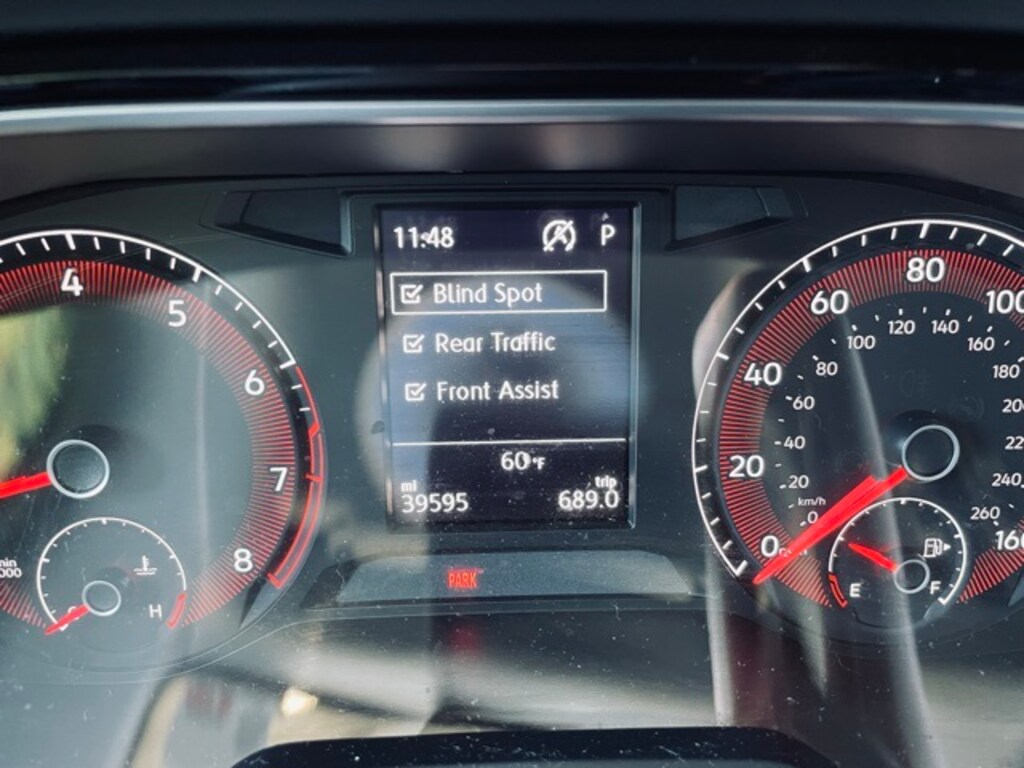 11:48 P
Blind Spot
Rear Traffic
Front Assist
60°F
mi trip
39595 689.0
PARK
4
5
6
7
8
H
0
20
40
60
80
100
160
km/h
0
20
40
60
80
100
120
140
160
180
240
260
E F